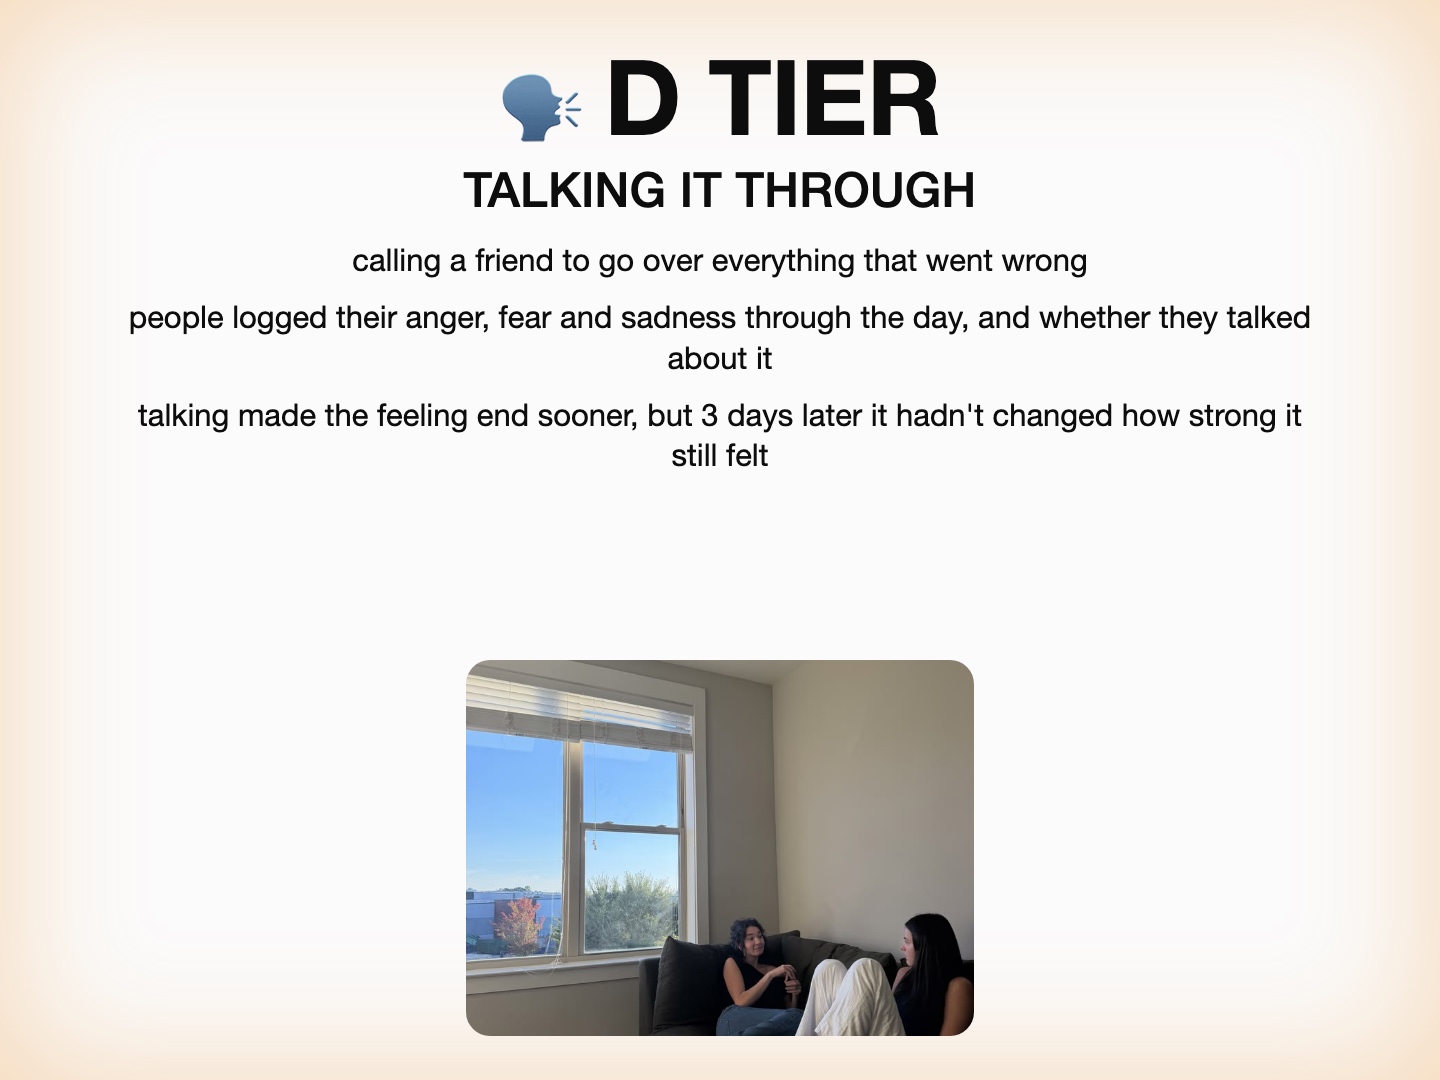 🗣️ D TIER
TALKING IT THROUGH
calling a friend to go over everything that went wrong
people logged their anger, fear and sadness through the day, and whether they talked
about it
talking made the feeling end sooner, but 3 days later it hadn't changed how strong it
still felt